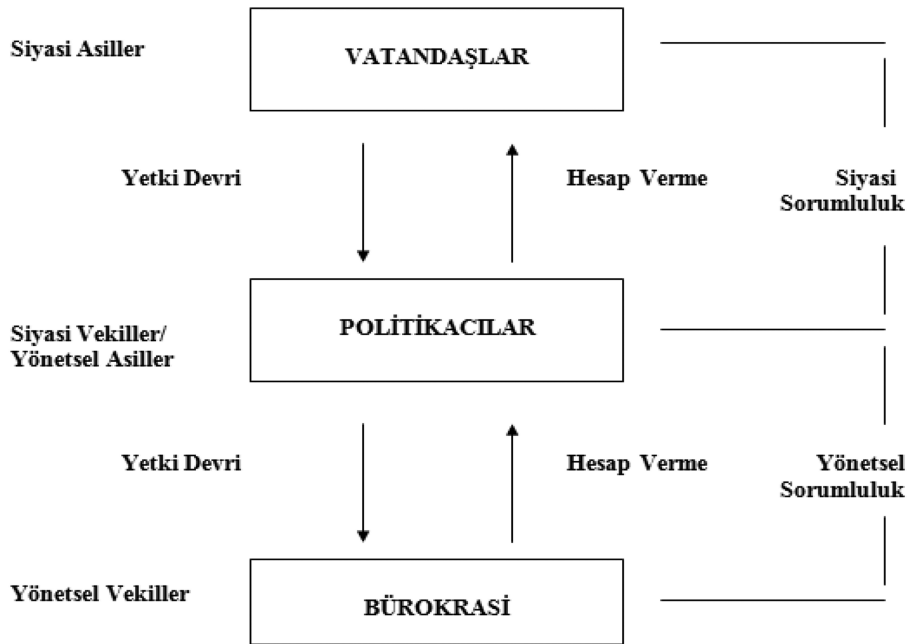 Siyasi Asiller
VATANDAŞLAR
Yetki Devri
Hesap Verme
Siyasi
Sorumluluk
Siyasi Vekiller/
Yönetsel Asiller
POLİTİKACILAR
Yetki Devri
Hesap Verme
Yönetsel
Sorumluluk
Yönetsel Vekiller
BÜROKRASİ